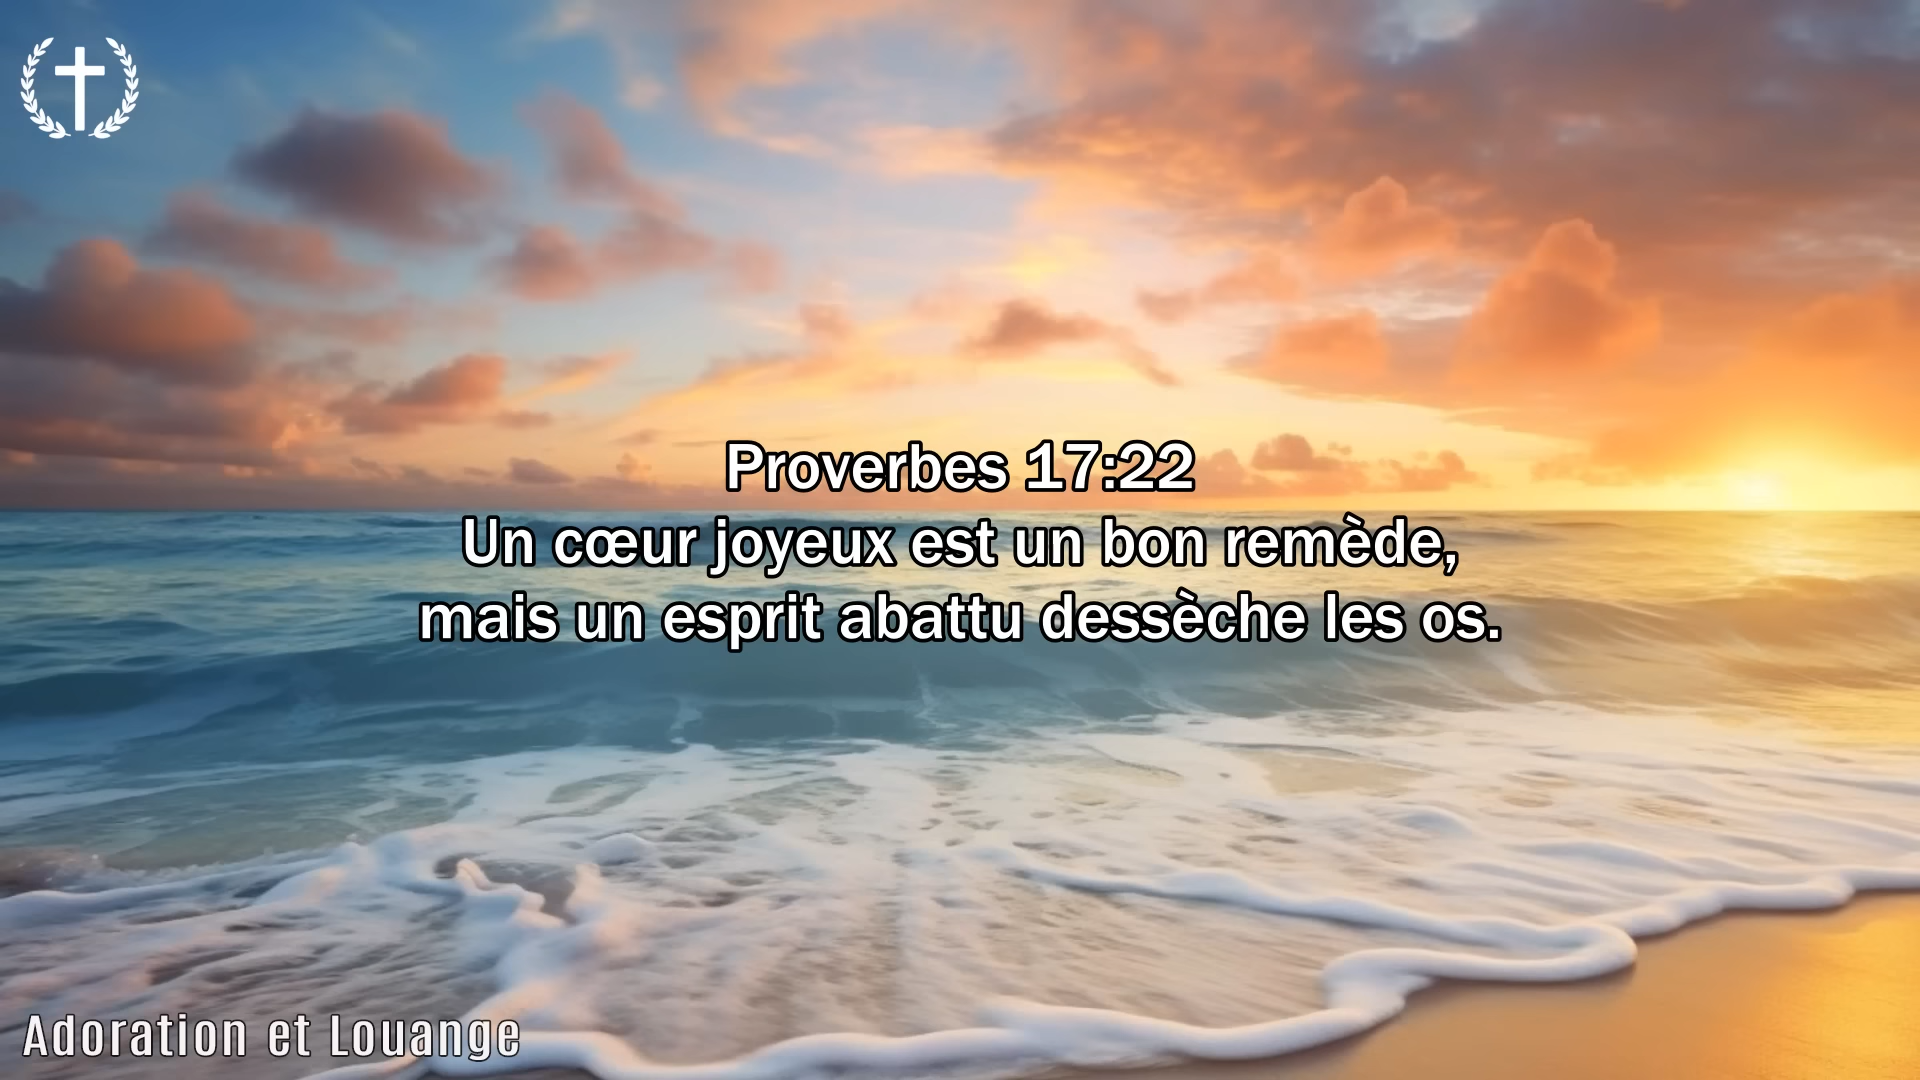 Proverbes 17:22
Un cœur joyeux est un bon remède,
mais un esprit abattu dessèche les os.
Adoration et Louange